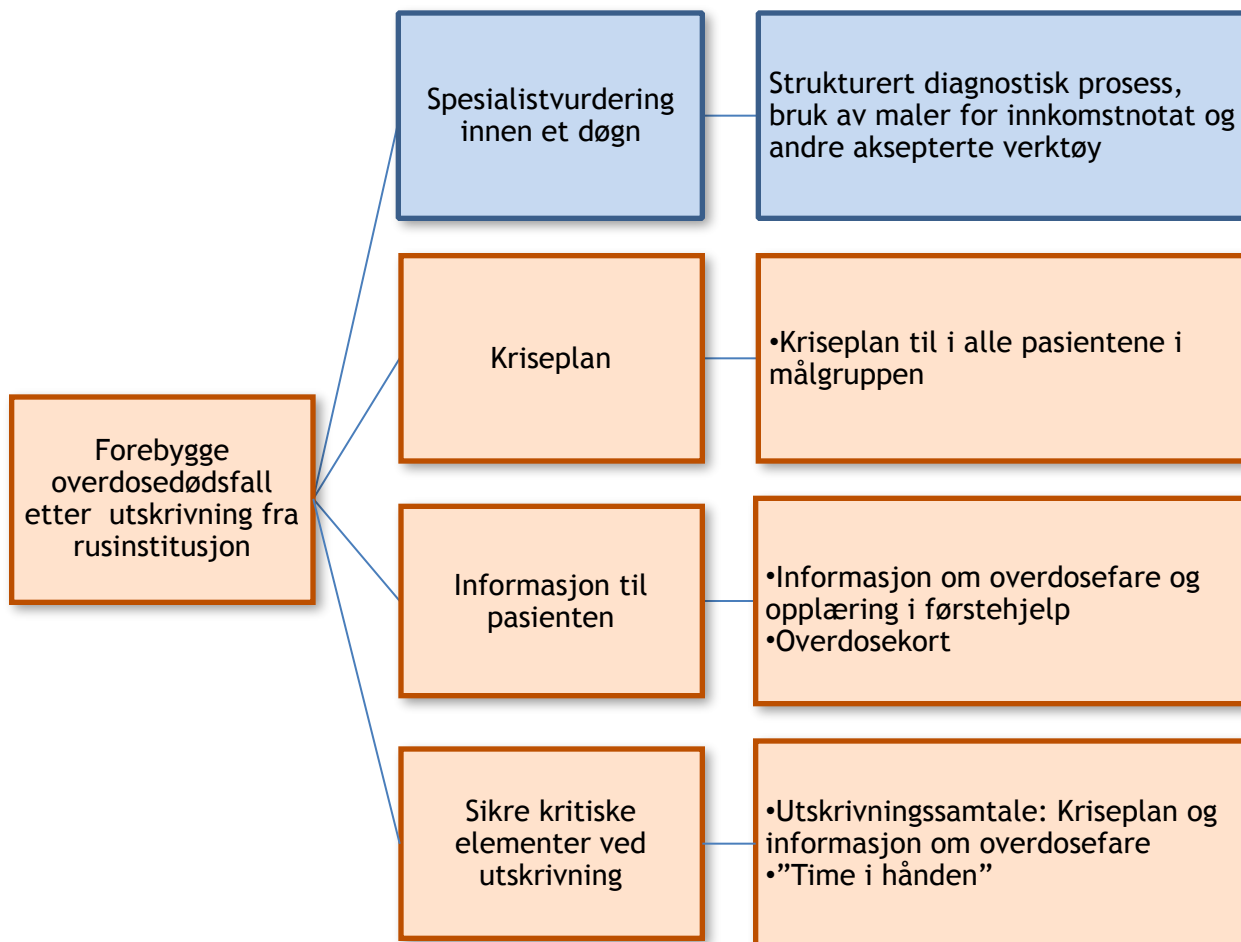 Spesialistvurdering
innen et døgn
Strukturert diagnostisk prosess,
bruk av maler for innkomstnotat og
andre aksepterte verktøy
Kriseplan
•Kriseplan til i alle pasientene i
målgruppen
Forebygge
overdosedødsfall
etter utskrivning fra
rusinstitusjon
Informasjon til
pasienten
•Informasjon om overdosefare og
opplæring i førstehjelp
•Overdosekort
Sikre kritiske
elementer ved
utskrivning
•Utskrivningssamtale: Kriseplan og
informasjon om overdosefare
•”Time i hånden”